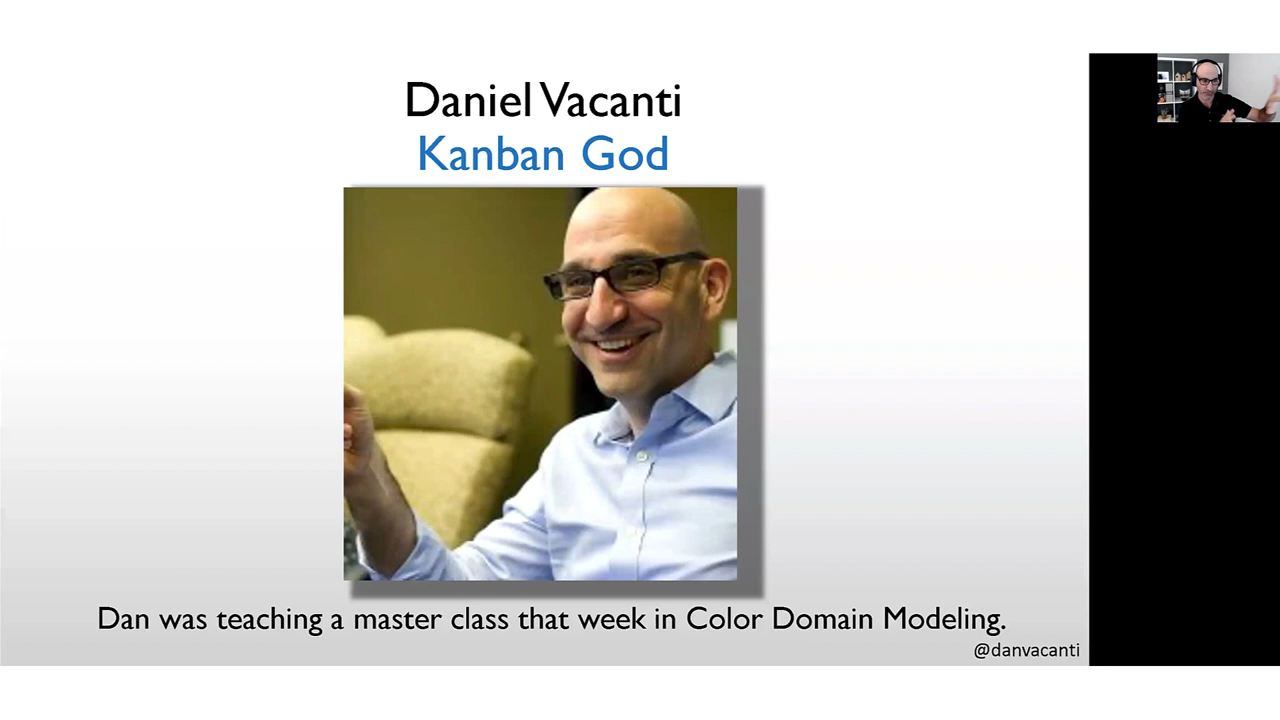 Daniel Vacanti
Kanban God
Dan was teaching a master class that week in Color Domain Modeling.
@danvacanti